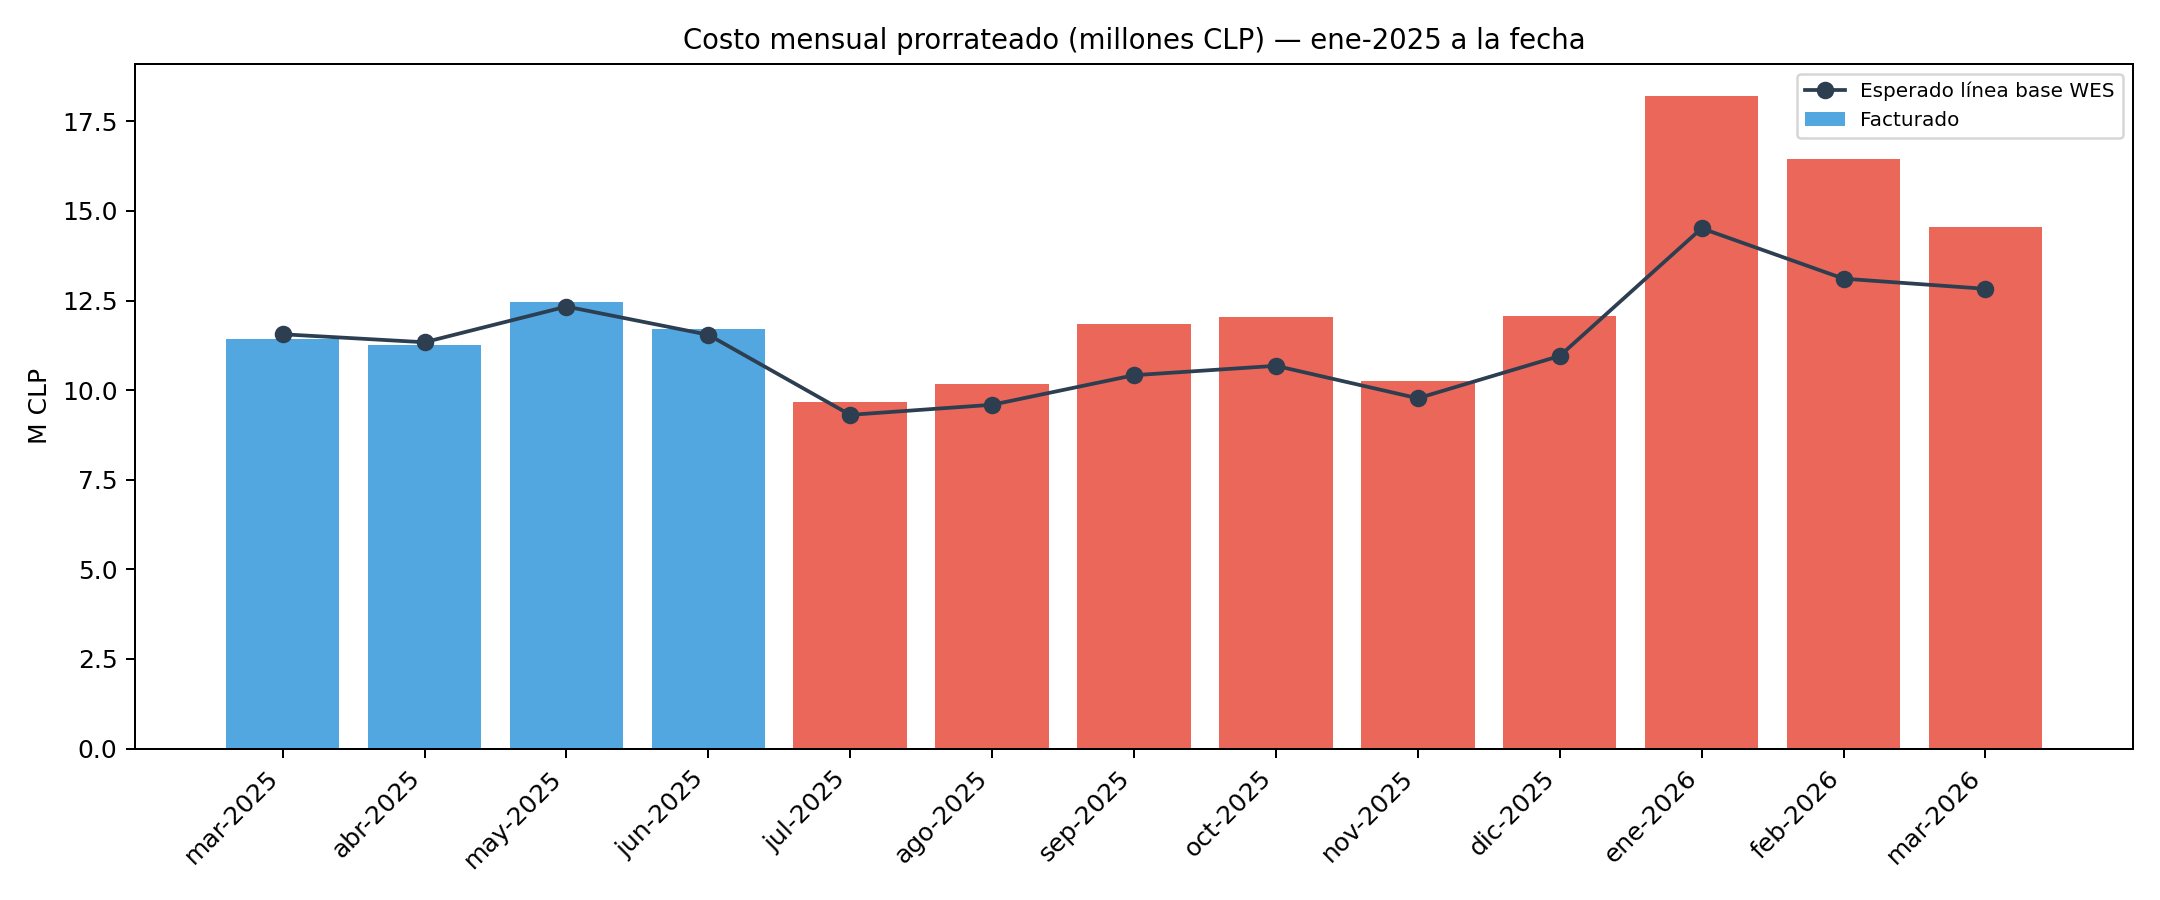 Costo mensual prorrateado (millones CLP) — ene-2025 a la fecha
Esperado línea base WES
Facturado
M CLP
17.5
15.0
12.5
10.0
7.5
5.0
2.5
0.0
mar-2025
abr-2025
may-2025
jun-2025
jul-2025
ago-2025
sep-2025
oct-2025
nov-2025
dic-2025
ene-2026
feb-2026
mar-2026